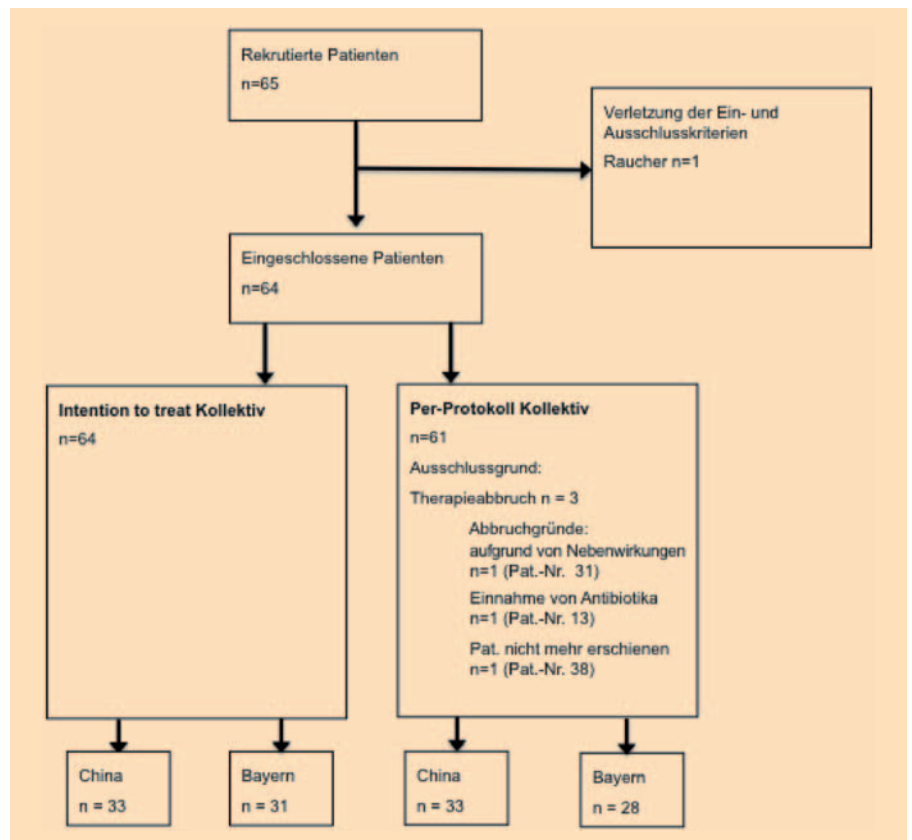 Rekrutierte Patienten
n=65
Verletzung der Ein- und
Ausschlusskriterien
Raucher n=1
Eingeschlossene Patienten
n=64
Intention to treat Kollektiv
n=64
Per-Protokoll Kollektiv
n=61
Ausschlussgrund:
Therapieabbruch n = 3
Abbruchgründe:
aufgrund von Nebenwirkungen
n=1 (Pat.-Nr. 31)
Einnahme von Antibiotika
n=1 (Pat.-Nr. 13)
Pat. nicht mehr erschienen
n=1 (Pat.-Nr. 38)
China
n = 33
Bayern
n = 31
China
n = 33
Bayern
n = 28